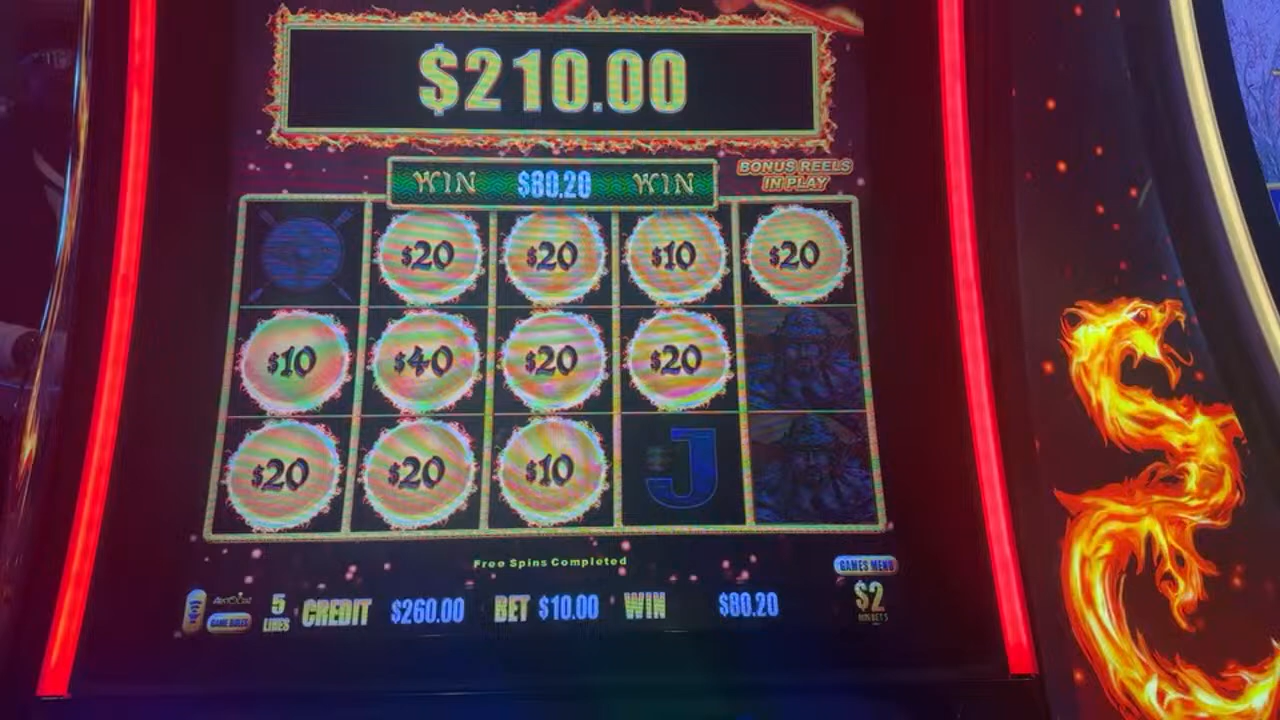 $210.00
BONUS REELS
IN PLAY
WIN $80.20 WIN
$20 $20 $10 $20
$10 $40 $20 $20
$20 $20 $10 J
Free Spins Completed
GAMES MENU
5 LINES CREDIT $260.00 BET $10.00 WIN $80.20 $2
GAME RULES